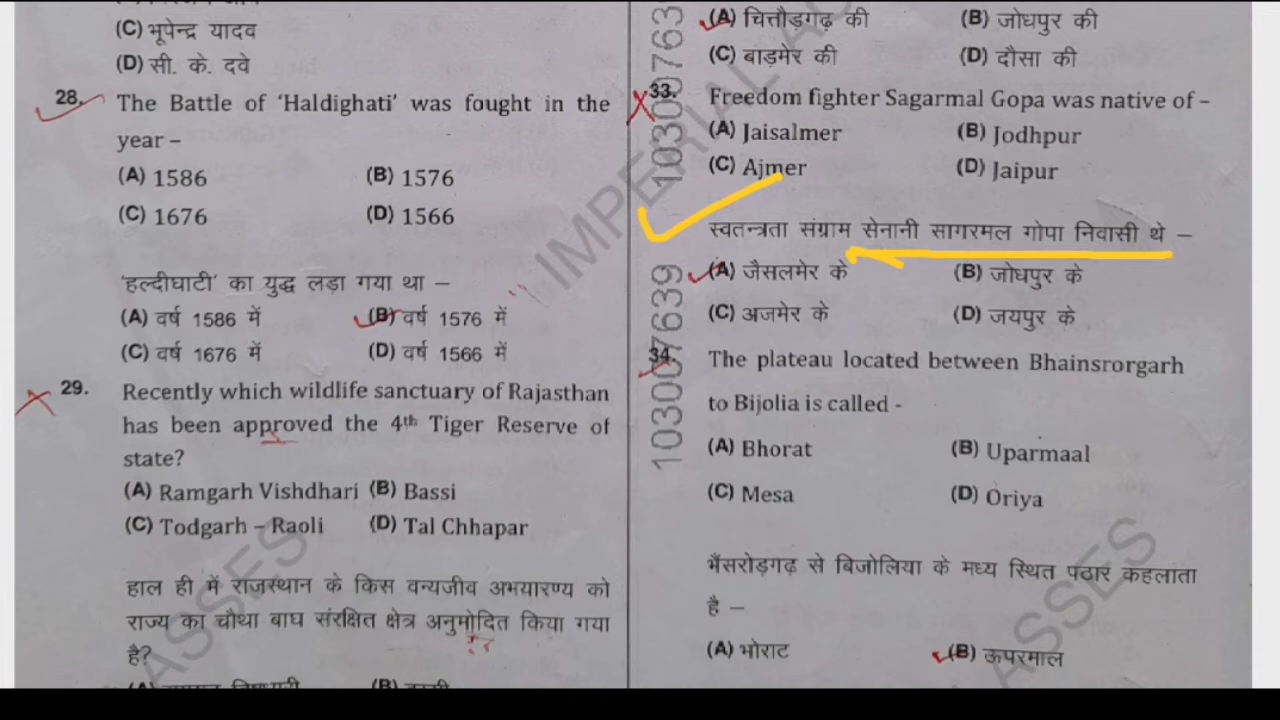 (C) भूपेन्द्र यादव
(D) सी. के. दवे
28. The Battle of 'Haldighati' was fought in the
year –
(A) 1586 (B) 1576
(C) 1676 (D) 1566
'हल्दीघाटी' का युद्ध लड़ा गया था –
(A) वर्ष 1586 में (B) वर्ष 1576 में
(C) वर्ष 1676 में (D) वर्ष 1566 में
29. Recently which wildlife sanctuary of Rajasthan
has been approved the 4th Tiger Reserve of
state?
(A) Ramgarh Vishdhari (B) Bassi
(C) Todgarh – Raoli (D) Tal Chhapar
हाल ही में राजस्थान के किस वन्यजीव अभयारण्य को
राज्य का चौथा बाघ संरक्षित क्षेत्र अनुमोदित किया गया
है?
(A) चित्तौड़गढ़ की (B) जोधपुर की
(C) बाड़मेर की (D) दौसा की
33. Freedom fighter Sagarmal Gopa was native of –
(A) Jaisalmer (B) Jodhpur
(C) Ajmer (D) Jaipur
स्वतन्त्रता संग्राम सेनानी सागरमल गोपा निवासी थे –
(A) जैसलमेर के (B) जोधपुर के
(C) अजमेर के (D) जयपुर के
34. The plateau located between Bhainsrorgarh
to Bijolia is called -
(A) Bhorat (B) Uparmaal
(C) Mesa (D) Oriya
भैंसरोड़गढ़ से बिजोलिया के मध्य स्थित पठार कहलाता
है –
(A) भोराट (B) ऊपरमाल
103007639
10300763
IMPERIAL
ASSES
ASSES